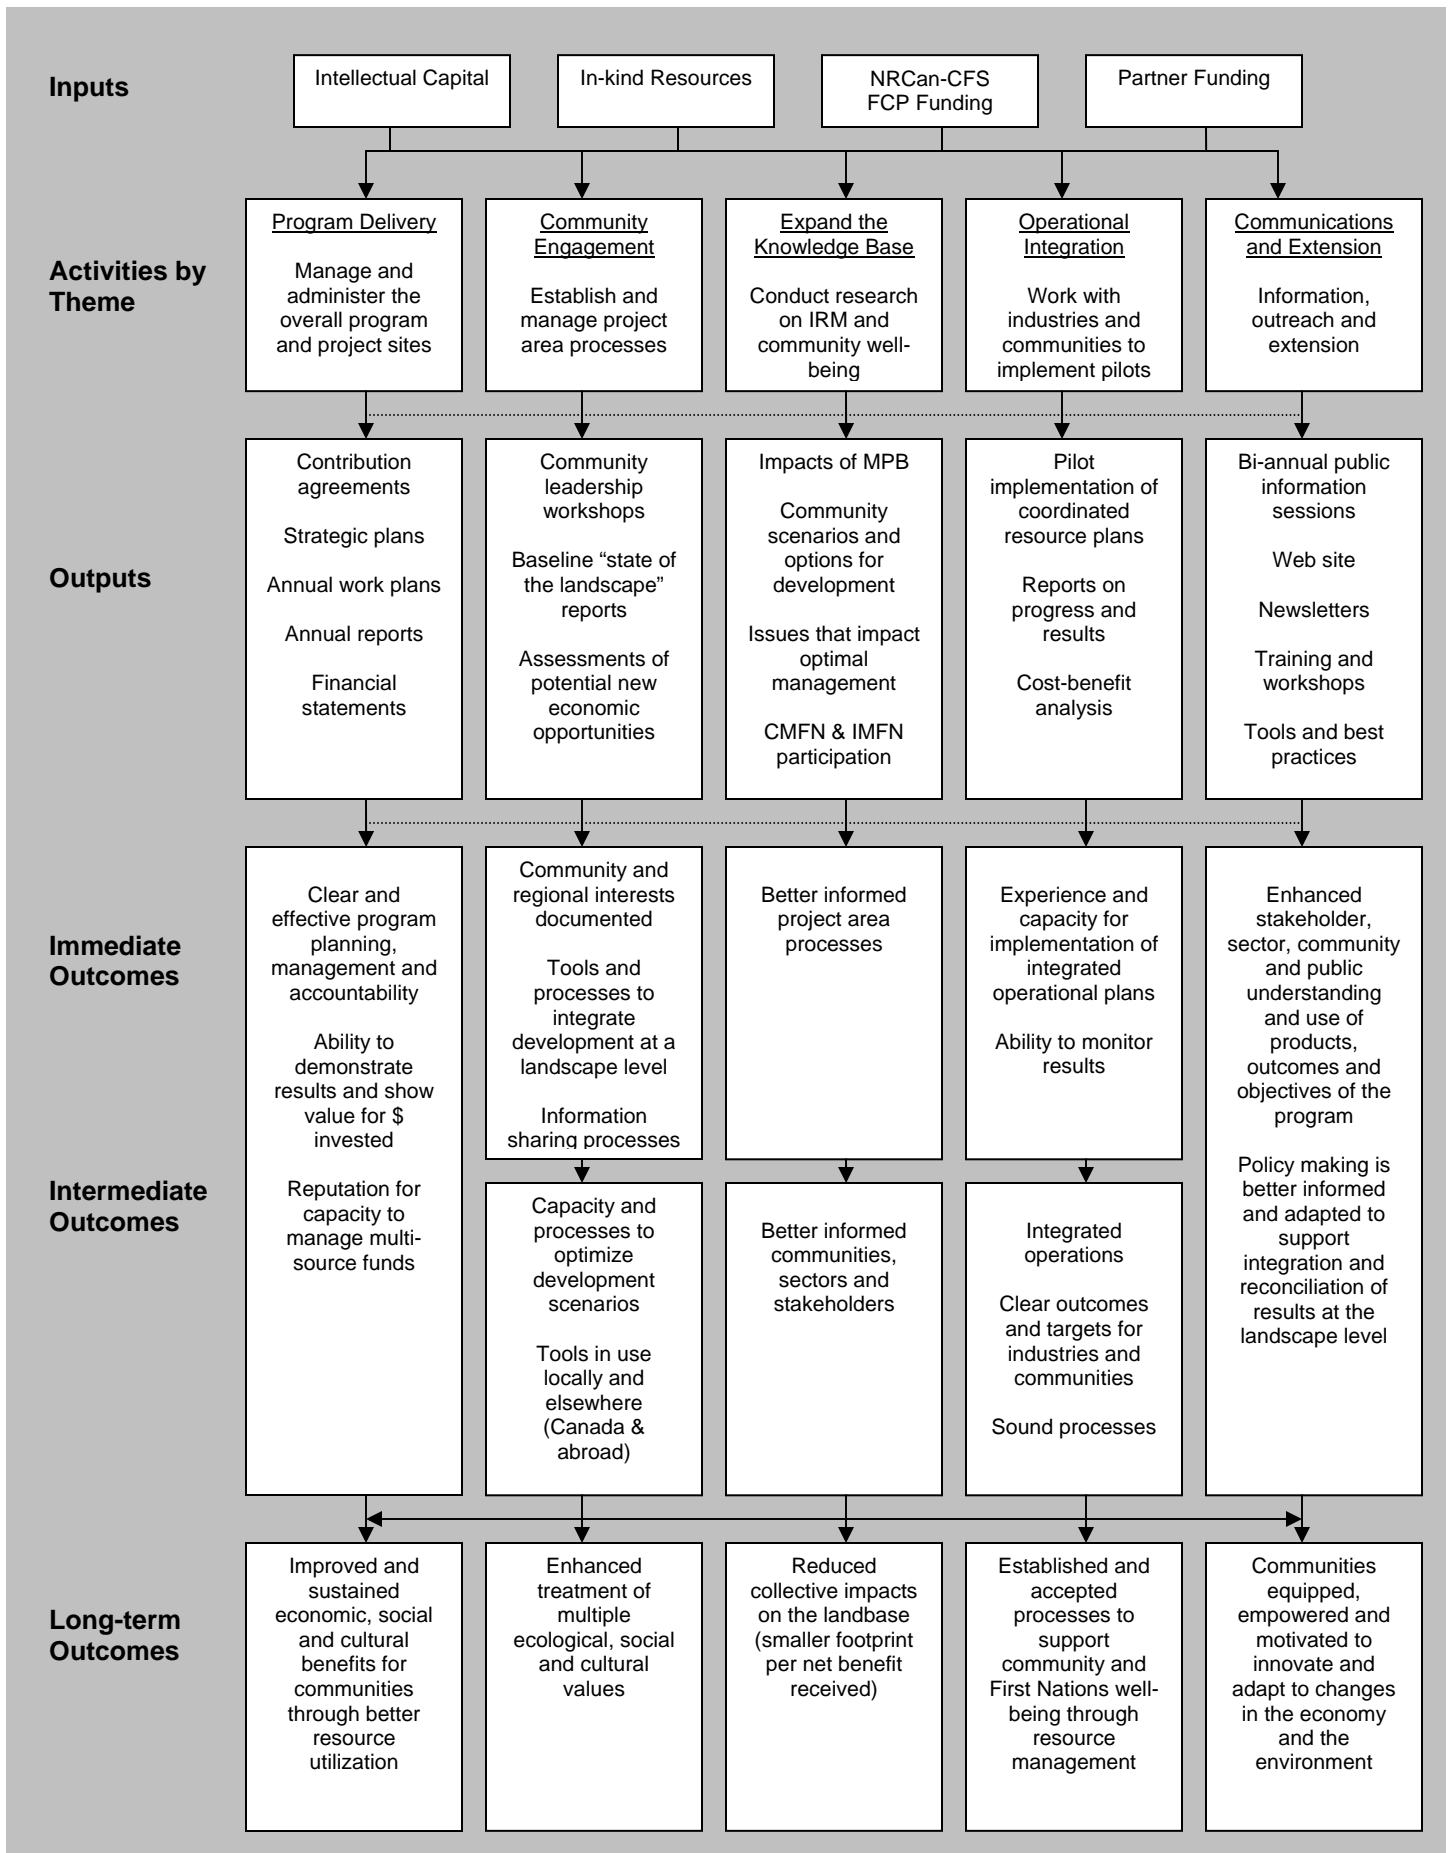 Inputs
Intellectual Capital
In-kind Resources
NRCan-CFS
FCP Funding
Partner Funding
Activities by
Theme
Program Delivery
Manage and
administer the
overall program
and project sites
Community
Engagement
Establish and
manage project
area processes
Expand the
Knowledge Base
Conduct research
on IRM and
community well-
being
Operational
Integration
Work with
industries and
communities to
implement pilots
Communications
and Extension
Information,
outreach and
extension
Outputs
Contribution
agreements
Strategic plans
Annual work plans
Annual reports
Financial
statements
Community
leadership
workshops
Baseline “state of
the landscape”
reports
Assessments of
potential new
economic
opportunities
Impacts of MPB
Community
scenarios and
options for
development
Issues that impact
optimal
management
CMFN & IMFN
participation
Pilot
implementation of
coordinated
resource plans
Reports on
progress and
results
Cost-benefit
analysis
Bi-annual public
information
sessions
Web site
Newsletters
Training and
workshops
Tools and best
practices
Immediate
Outcomes
Intermediate
Outcomes
Clear and
effective program
planning,
management and
accountability
Ability to
demonstrate
results and show
value for $
invested
Reputation for
capacity to
manage multi-
source funds
Community and
regional interests
documented
Tools and
processes to
integrate
development at a
landscape level
Information
sharing processes
Capacity and
processes to
optimize
development
scenarios
Tools in use
locally and
elsewhere
(Canada &
abroad)
Better informed
project area
processes
Better informed
communities,
sectors and
stakeholders
Experience and
capacity for
implementation of
integrated
operational plans
Ability to monitor
results
Integrated
operations
Clear outcomes
and targets for
industries and
communities
Sound processes
Enhanced
stakeholder,
sector, community
and public
understanding
and use of
products,
outcomes and
objectives of the
program
Policy making is
better informed
and adapted to
support
integration and
reconciliation of
results at the
landscape level
Long-term
Outcomes
Improved and
sustained
economic, social
and cultural
benefits for
communities
through better
resource
utilization
Enhanced
treatment of
multiple
ecological, social
and cultural
values
Reduced
collective impacts
on the landbase
(smaller footprint
per net benefit
received)
Established and
accepted
processes to
support
community and
First Nations well-
being through
resource
management
Communities
equipped,
empowered and
motivated to
innovate and
adapt to changes
in the economy
and the
environment